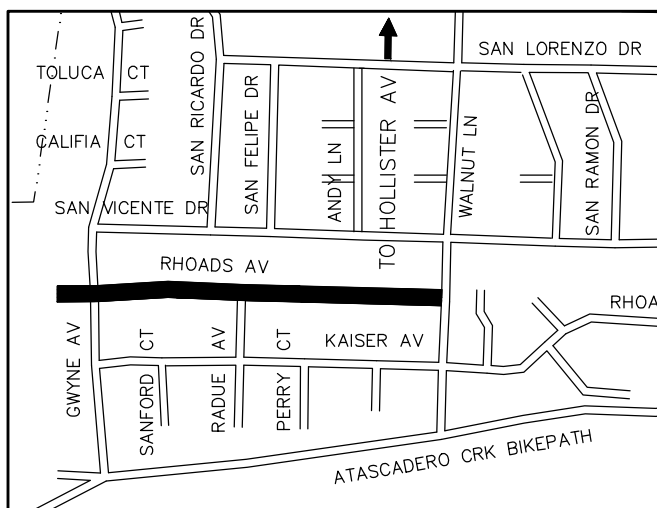 SAN LORENZO DR
TOLUCA CT
SAN RICARDO DR
SAN FELIPE DR
CALIFIA CT
ANDY LN
TO HOLLISTER AV
WALNUT LN
SAN RAMON DR
SAN VICENTE DR
RHOADS AV
RHOA
GWYNE AV
SANFORD CT
RADUE AV
PERRY CT
KAISER AV
ATASCADERO CRK BIKEPATH